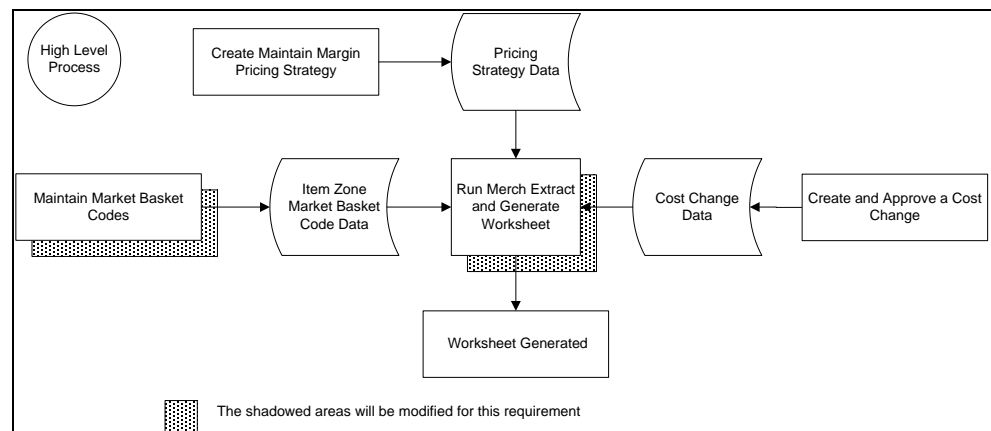 High Level
Process
Create Maintain Margin
Pricing Strategy
Pricing
Strategy Data
Maintain Market Basket
Codes
Item Zone
Market Basket
Code Data
Run Merch Extract
and Generate
Worksheet
Cost Change
Data
Create and Approve a Cost
Change
Worksheet Generated
The shadowed areas will be modified for this requirement